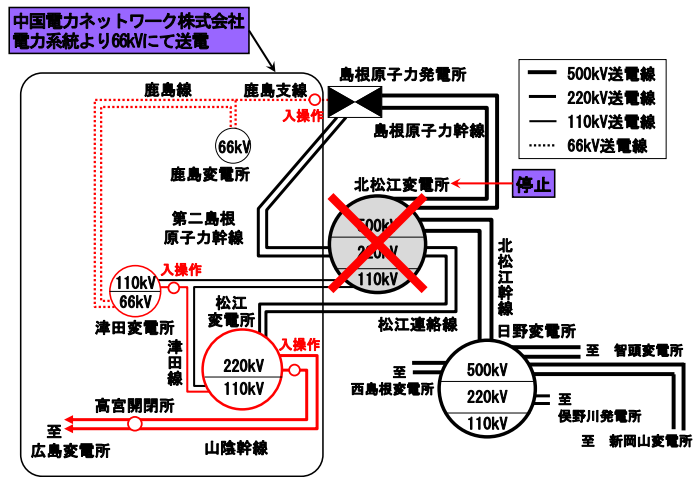 中国電力ネットワーク株式会社
電力系統より66kVにて送電
鹿島線
鹿島支線
島根原子力発電所
500kV送電線
220kV送電線
110kV送電線
66kV送電線
入操作
島根原子力幹線
66kV
鹿島変電所
北松江変電所
停止
第二島根
原子力幹線
500kV
220kV
110kV
北松江幹線
入操作
110kV
66kV
津田変電所
松江
変電所
松江連絡線
日野変電所
津田線
入操作
至 智頭変電所
220kV
110kV
至
西島根変電所
500kV
220kV
110kV
至
俣野川発電所
高宮開閉所
至
広島変電所
山陰幹線
至 新岡山変電所